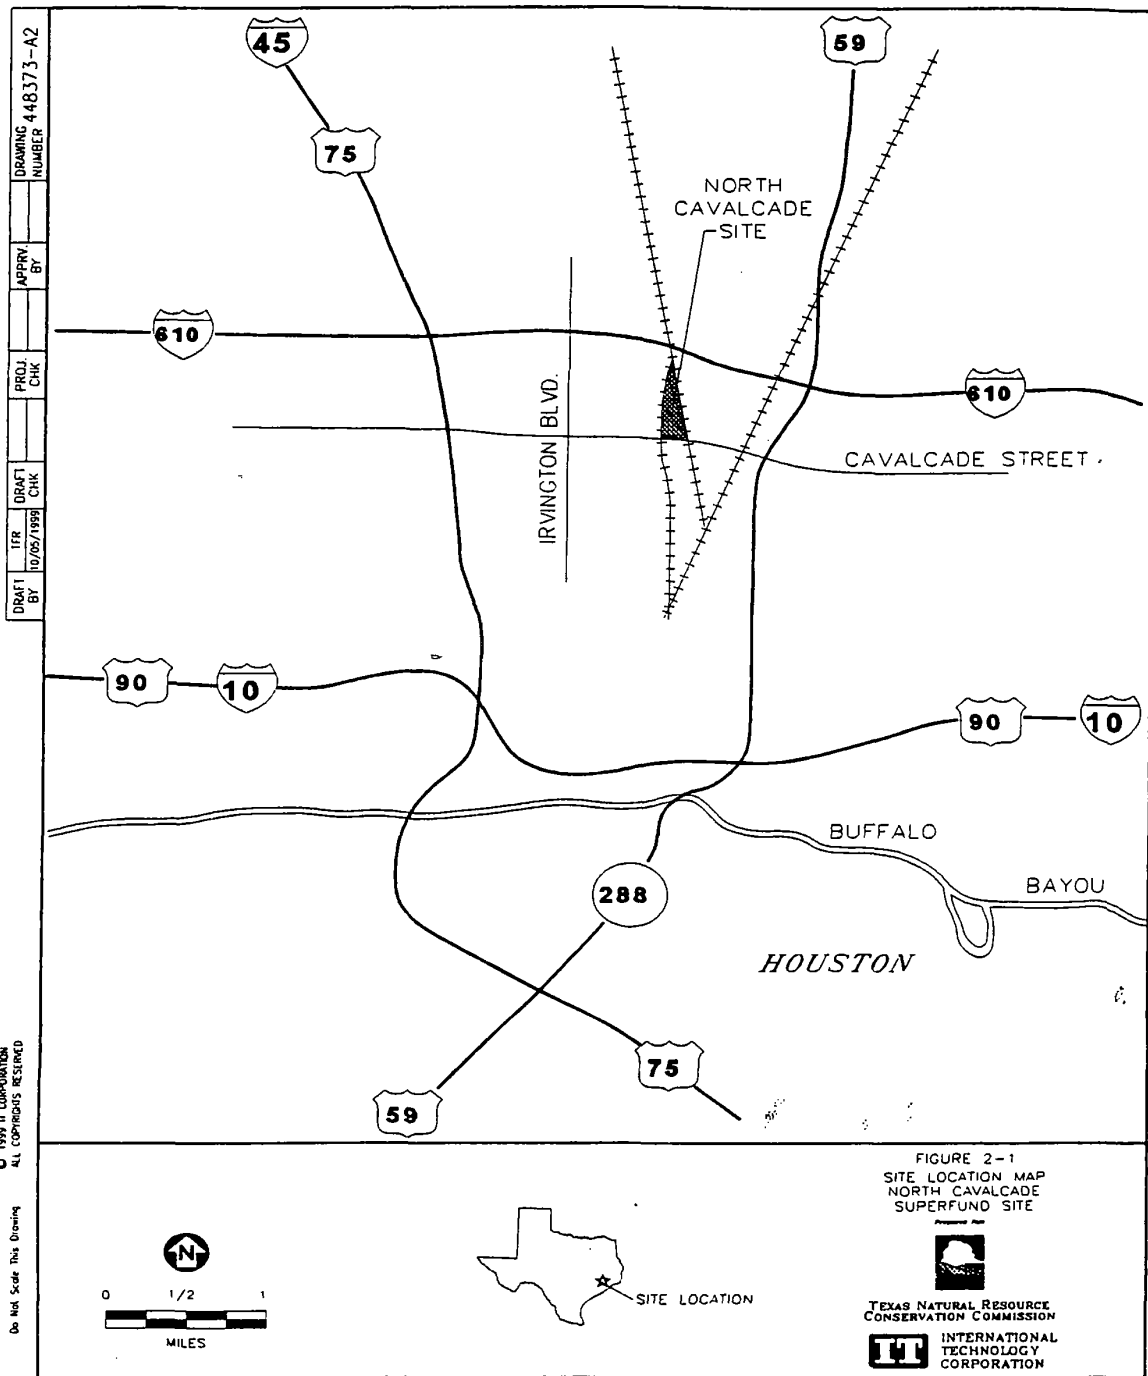 DRAWING
NUMBER 448373-A2
APPRV.
BY
PROJ.
CHK
DRAFT
CHK
TFR
10/05/1999
DRAFT
BY
© 1999 IT CORPORATION
ALL COPYRIGHTS RESERVED
Do Not Scale This Drawing
45
59
75
NORTH
CAVALCADE
SITE
610
610
IRVINGTON BLVD.
CAVALCADE STREET
90
10
90
10
BUFFALO
BAYOU
288
HOUSTON
75
59
FIGURE 2-1
SITE LOCATION MAP
NORTH CAVALCADE
SUPERFUND SITE
Prepared For
N
0 1/2 1
MILES
SITE LOCATION
TEXAS NATURAL RESOURCE
CONSERVATION COMMISSION
IT
INTERNATIONAL
TECHNOLOGY
CORPORATION